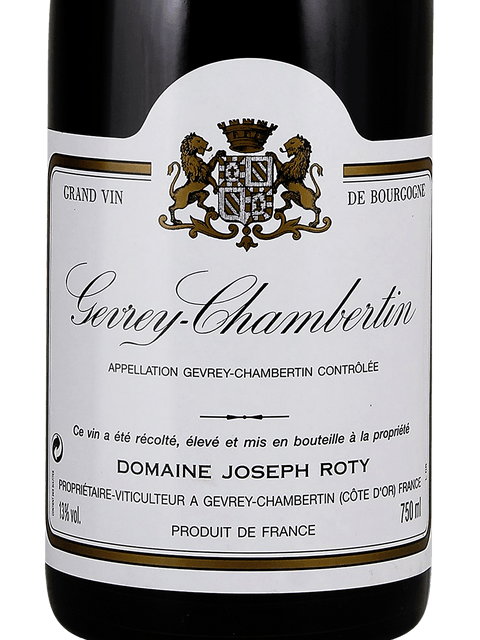 GRAND VIN DE BOURGOGNE
Gevrey-Chambertin
APPELLATION GEVREY-CHAMBERTIN CONTRÔLÉE
Ce vin a été récolté, élevé et mis en bouteille à la propriété
DOMAINE JOSEPH ROTY
PROPRIÉTAIRE-VITICULTEUR A GEVREY-CHAMBERTIN (CÔTE D'OR) FRANCE
13% vol. 750 ml
PRODUIT DE FRANCE